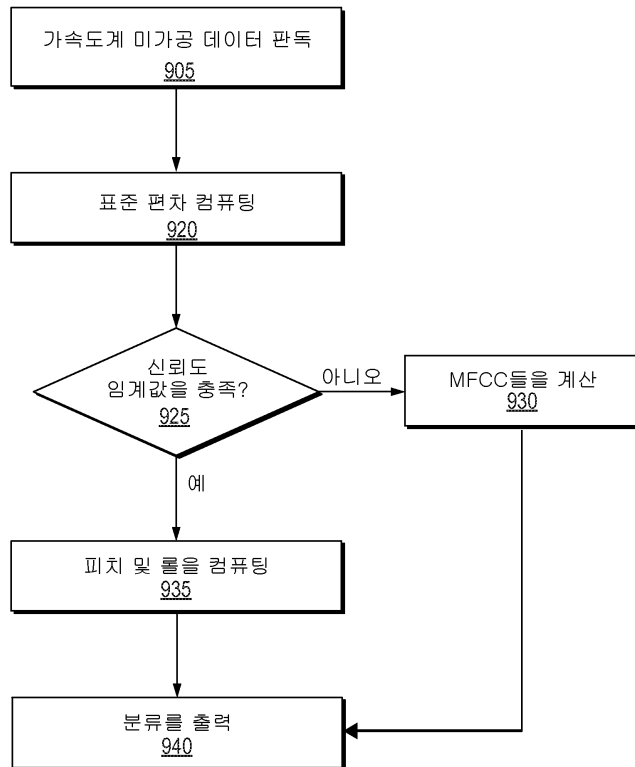 가속도계 미가공 데이터 판독
905
표준 편차 컴퓨팅
920
신뢰도
임계값을 충족?
925
아니오
MFCC들을 계산
930
예
피치 및 롤을 컴퓨팅
935
분류를 출력
940